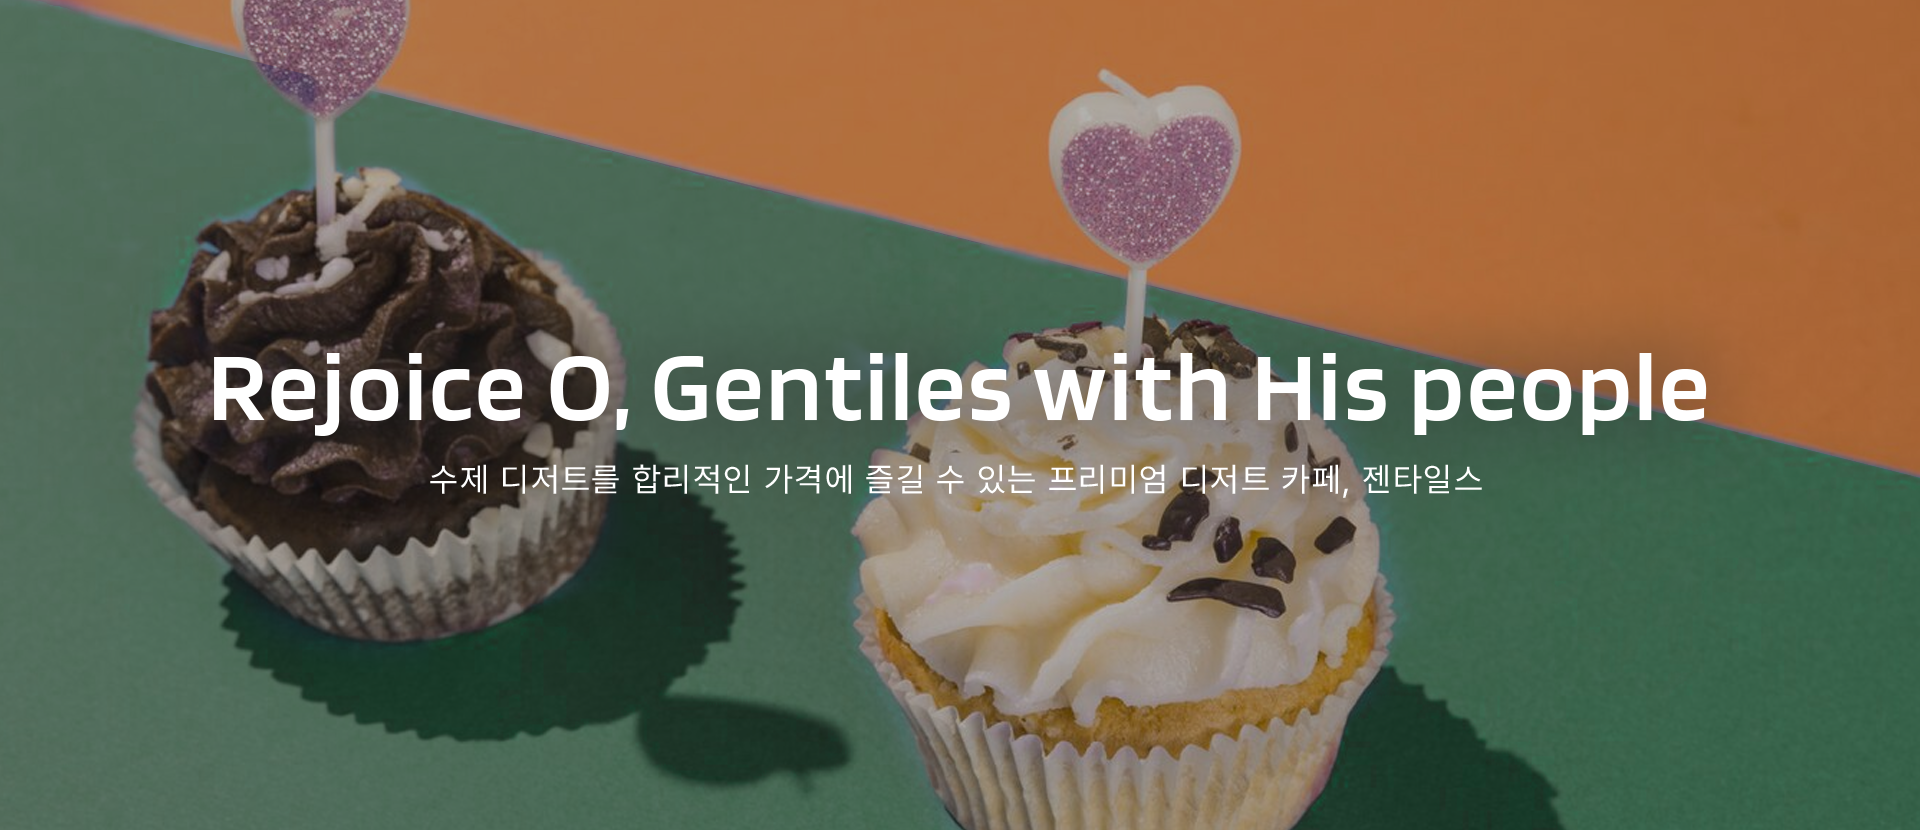 Rejoice O, Gentiles with His people
수제 디저트를 합리적인 가격에 즐길 수 있는 프리미엄 디저트 카페, 젠타일스